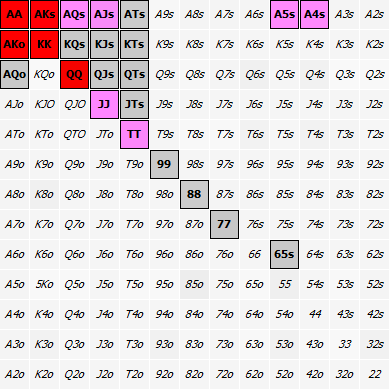 AA AKs AQs AJs ATs A9s A8s A7s A6s A5s A4s A3s A2s
AKo KK KQs KJs KTs K9s K8s K7s K6s K5s K4s K3s K2s
AQo KQo QQ QJs QTs Q9s Q8s Q7s Q6s Q5s Q4s Q3s Q2s
AJo KJO QJO JJ JTs J9s J8s J7s J6s J5s J4s J3s J2s
ATo KTo QTO JTo TT T9s T8s T7s T6s T5s T4s T3s T2s
A9o K9o Q9o J9o T9o 99 98s 97s 96s 95s 94s 93s 92s
A8o K8o Q8o J8o T8o 98o 88 87s 86s 85s 84s 83s 82s
A7o K7o Q7o J7o T7o 97o 87o 77 76s 75s 74s 73s 72s
A6o K6o Q6o J6o T6o 96o 86o 76o 66 65s 64s 63s 62s
A5o 5Ko Q5o J5o T5o 95o 85o 75o 65o 55 54s 53s 52s
A4o K4o Q4o J4o T4o 94o 84o 74o 64o 54o 44 43s 42s
A3o K3o Q3o J3o T3o 93o 83o 73o 63o 53o 43o 33 32s
A2o K2o Q2o J2o T2o 92o 82o 72o 62o 52o 42o 32o 22